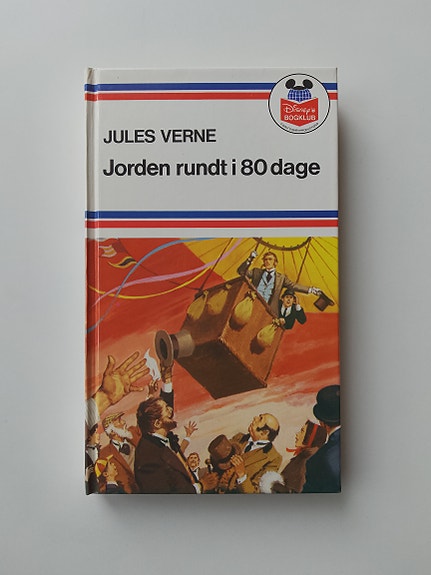 Disney's
BOGKLUB
JULES VERNE
Jorden rundt i 80 dage